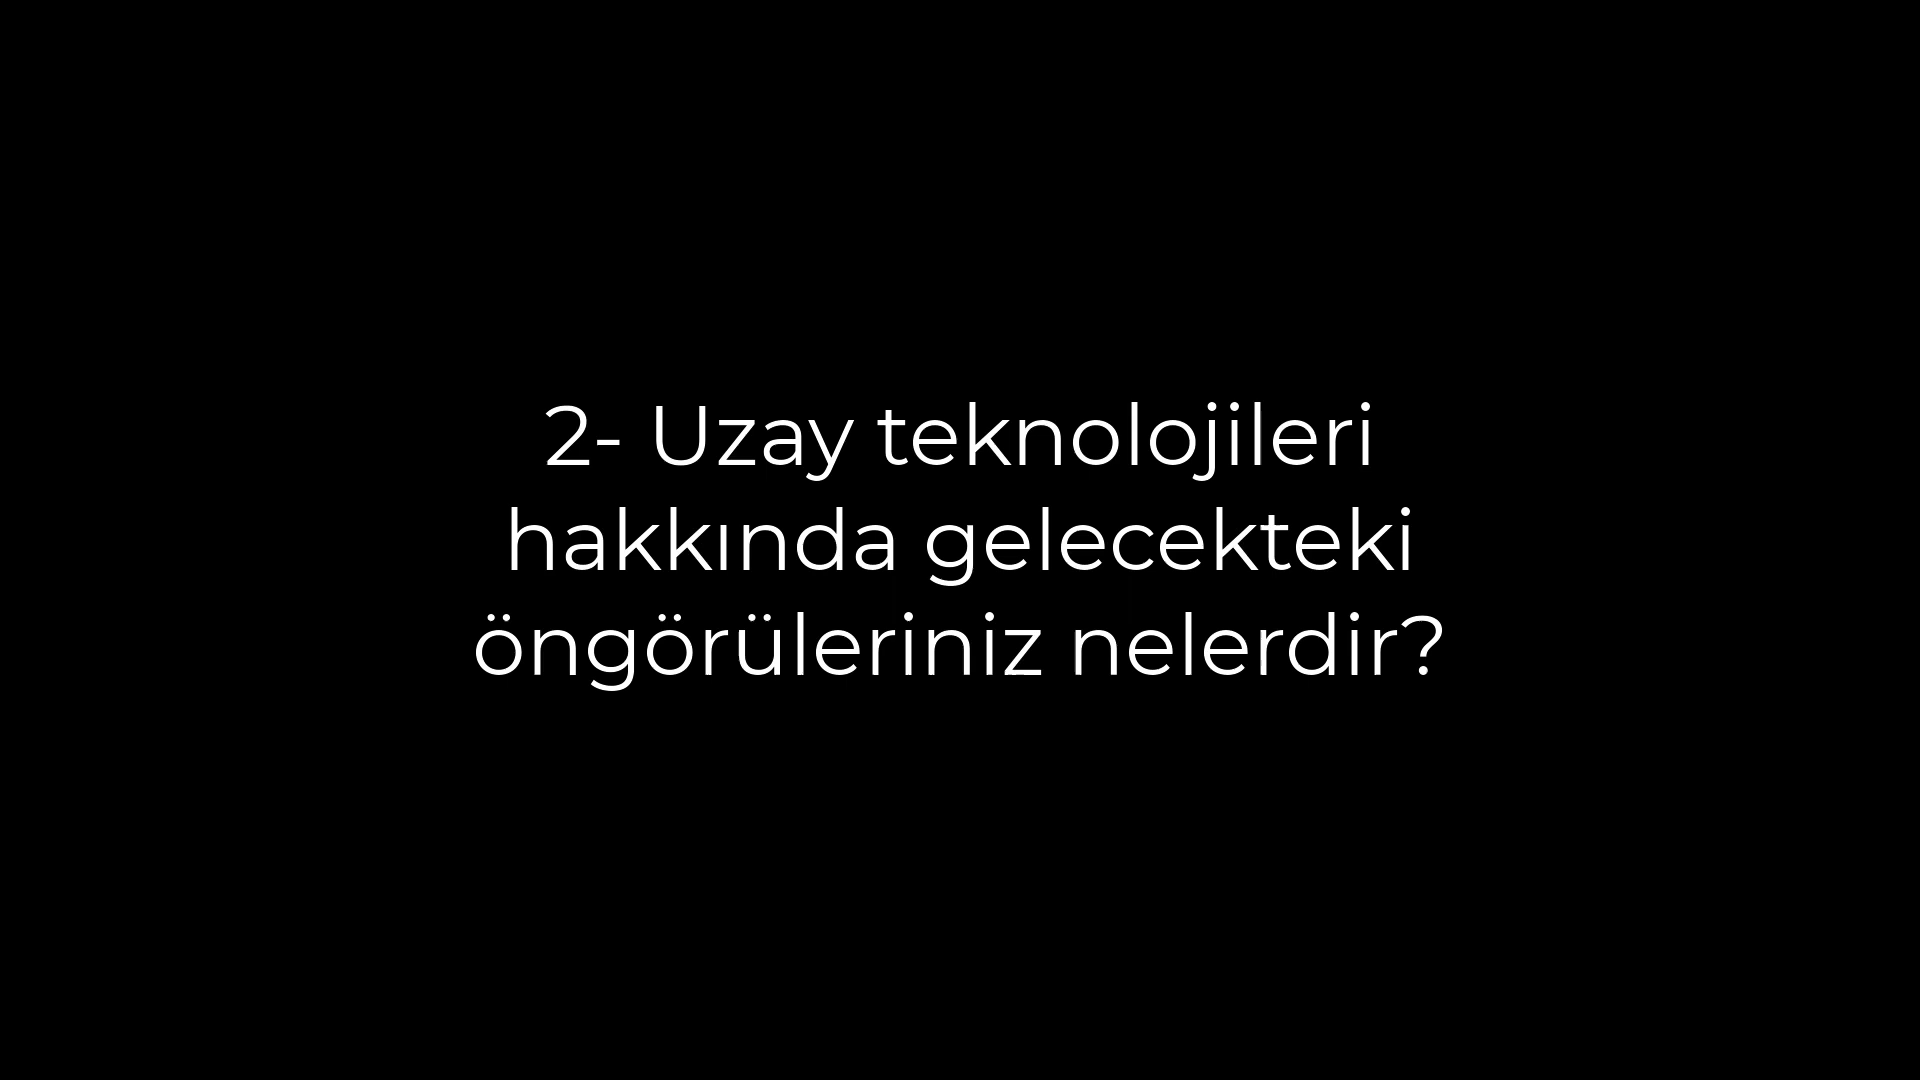 2- Uzay teknolojileri
hakkında gelecekteki
öngörüleriniz nelerdir?